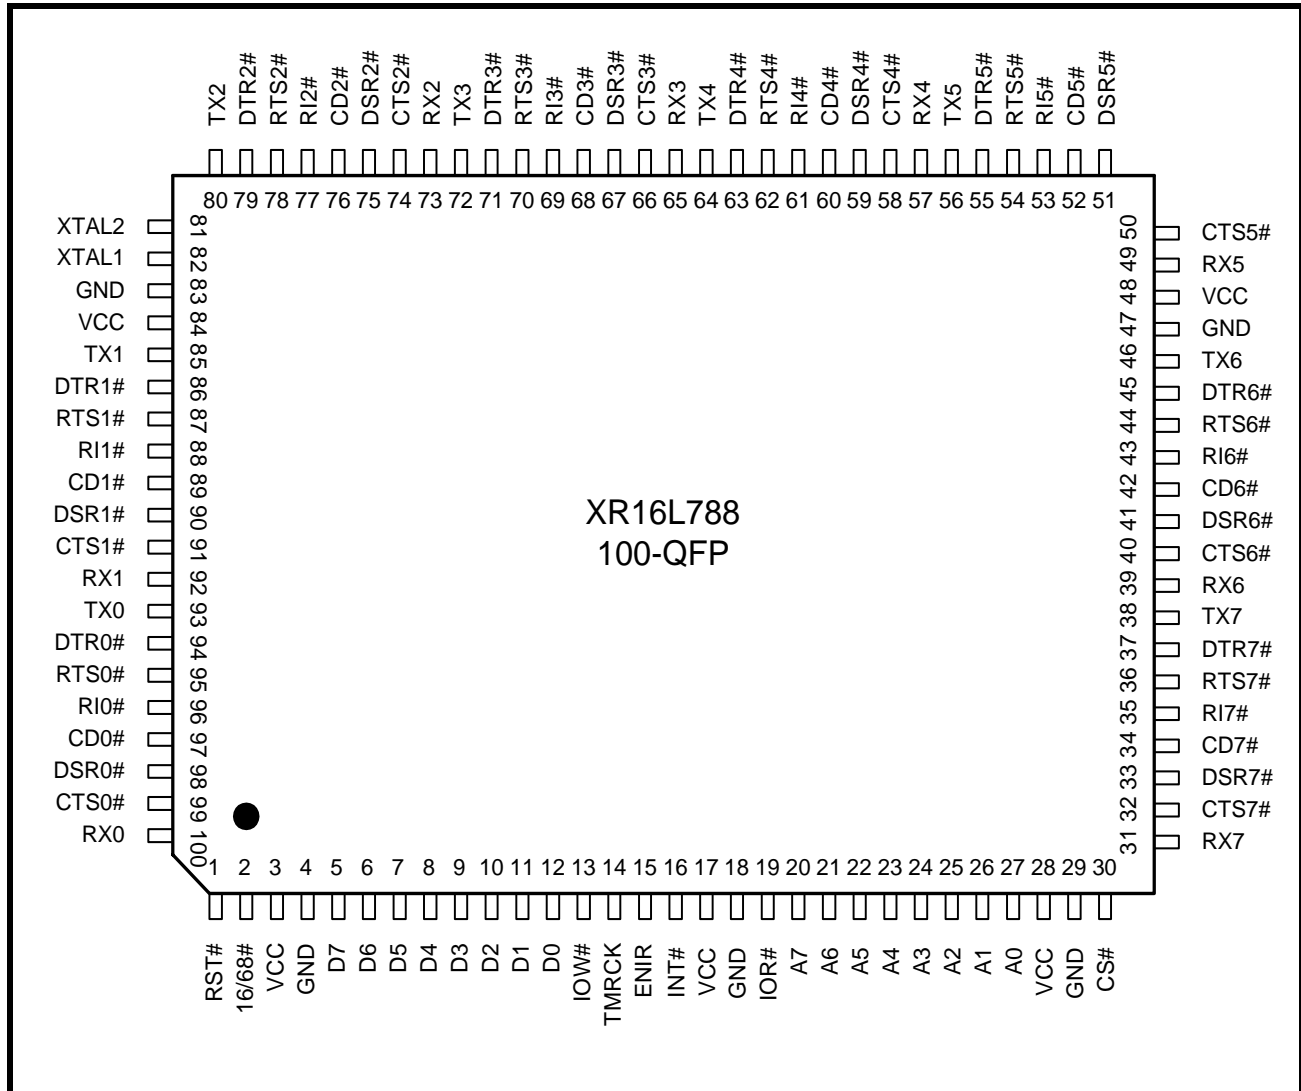 TX2 DTR2# RTS2# RI2# CD2# DSR2# CTS2# RX2 TX3 DTR3# RTS3# RI3# CD3# DSR3# CTS3# RX3 TX4 DTR4# RTS4# RI4# CD4# DSR4# CTS4# RX4 TX5 DTR5# RTS5# RI5# CD5# DSR5#
80 79 78 77 76 75 74 73 72 71 70 69 68 67 66 65 64 63 62 61 60 59 58 57 56 55 54 53 52 51
XTAL2 81
XTAL1 82
GND 83
VCC 84
TX1 85
DTR1# 86
RTS1# 87
RI1# 88
CD1# 89
DSR1# 90
CTS1# 91
RX1 92
TX0 93
DTR0# 94
RTS0# 95
RI0# 96
CD0# 97
DSR0# 98
CTS0# 99
RX0 100
XR16L788
100-QFP
50 CTS5#
49 RX5
48 VCC
47 GND
46 TX6
45 DTR6#
44 RTS6#
43 RI6#
42 CD6#
41 DSR6#
40 CTS6#
39 RX6
38 TX7
37 DTR7#
36 RTS7#
35 RI7#
34 CD7#
33 DSR7#
32 CTS7#
31 RX7
1 2 3 4 5 6 7 8 9 10 11 12 13 14 15 16 17 18 19 20 21 22 23 24 25 26 27 28 29 30
RST# 16/68# VCC GND D7 D6 D5 D4 D3 D2 D1 D0 IOW# TMRCK ENIR INT# VCC GND IOR# A7 A6 A5 A4 A3 A2 A1 A0 VCC GND CS#